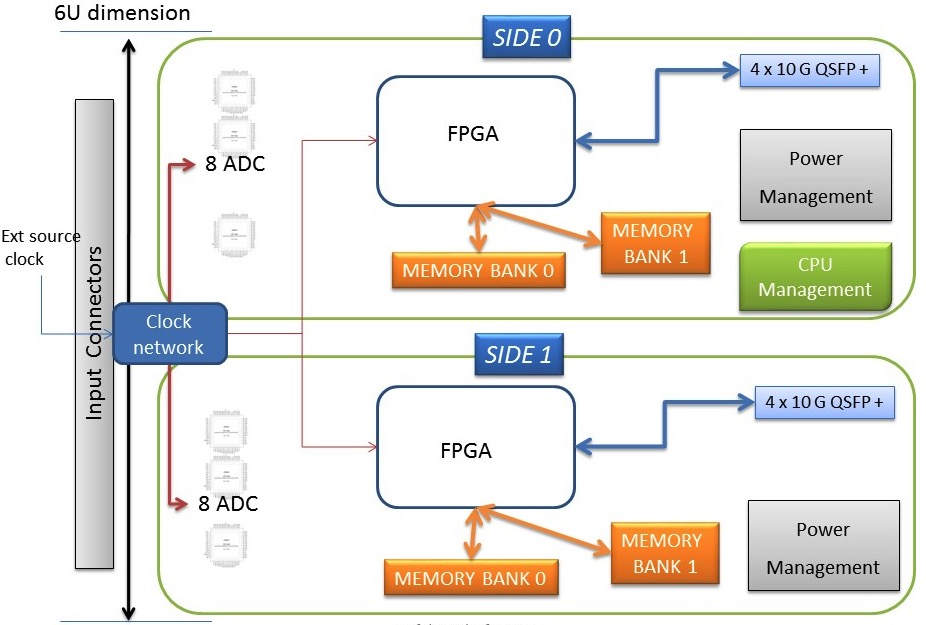 6U dimension
SIDE 0
4 x 10 G QSFP +
FPGA
8 ADC
Power
Management
MEMORY
BANK 1
MEMORY BANK 0
CPU
Management
Ext source
clock
Input Connectors
Clock
network
SIDE 1
4 x 10 G QSFP +
FPGA
8 ADC
Power
Management
MEMORY
BANK 1
MEMORY BANK 0